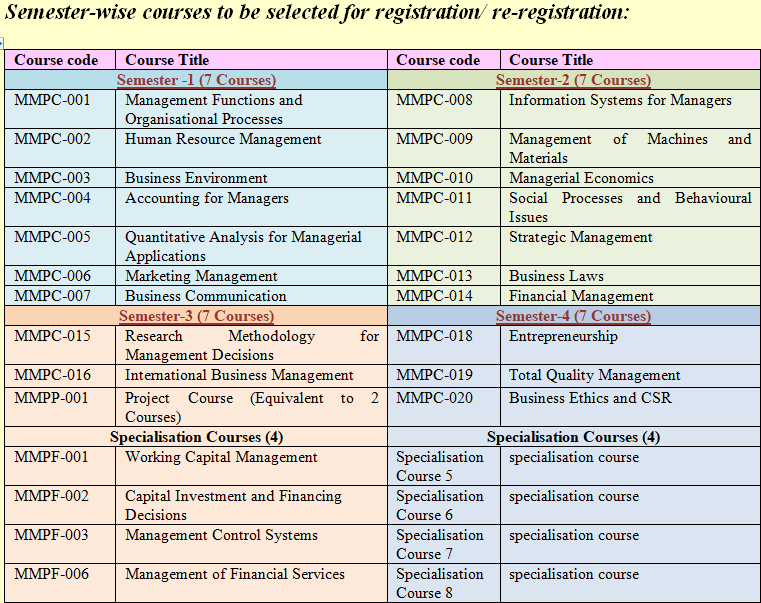 Semester-wise courses to be selected for registration/ re-registration:
Course code Course Title Course code Course Title
Semester -1 (7 Courses) Semester-2 (7 Courses)
MMPC-001 Management Functions and MMPC-008 Information Systems for Managers
Organisational Processes
MMPC-002 Human Resource Management MMPC-009 Management of Machines and
Materials
MMPC-003 Business Environment MMPC-010 Managerial Economics
MMPC-004 Accounting for Managers MMPC-011 Social Processes and Behavioural
Issues
MMPC-005 Quantitative Analysis for Managerial MMPC-012 Strategic Management
Applications
MMPC-006 Marketing Management MMPC-013 Business Laws
MMPC-007 Business Communication MMPC-014 Financial Management
Semester-3 (7 Courses) Semester-4 (7 Courses)
MMPC-015 Research Methodology for MMPC-018 Entrepreneurship
Management Decisions
MMPC-016 International Business Management MMPC-019 Total Quality Management
MMPP-001 Project Course (Equivalent to 2 MMPC-020 Business Ethics and CSR
Courses)
Specialisation Courses (4) Specialisation Courses (4)
MMPF-001 Working Capital Management Specialisation specialisation course
Course 5
MMPF-002 Capital Investment and Financing Specialisation specialisation course
Decisions Course 6
MMPF-003 Management Control Systems Specialisation specialisation course
Course 7
MMPF-006 Management of Financial Services Specialisation specialisation course
Course 8